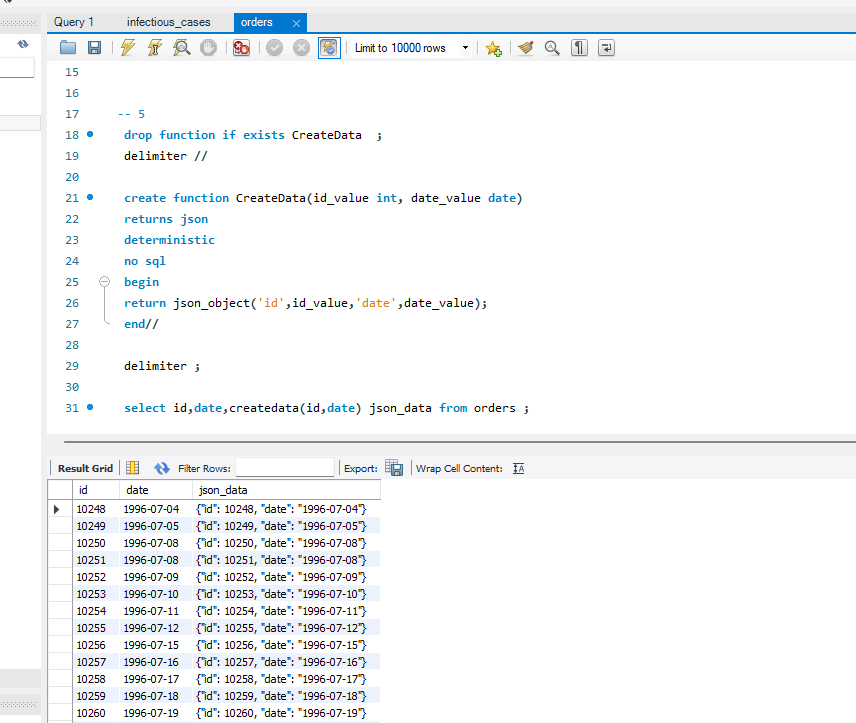 Query 1 infectious_cases orders
Limit to 10000 rows
15
16
17 -- 5
18 drop function if exists CreateData ;
19 delimiter //
20
21 create function CreateData(id_value int, date_value date)
22 returns json
23 deterministic
24 no sql
25 begin
26 return json_object('id',id_value,'date',date_value);
27 end//
28
29 delimiter ;
30
31 select id,date,createdata(id,date) json_data from orders ;
Result Grid Filter Rows: Export: Wrap Cell Content:
id date json_data
10248 1996-07-04 {"id": 10248, "date": "1996-07-04"}
10249 1996-07-05 {"id": 10249, "date": "1996-07-05"}
10250 1996-07-08 {"id": 10250, "date": "1996-07-08"}
10251 1996-07-08 {"id": 10251, "date": "1996-07-08"}
10252 1996-07-09 {"id": 10252, "date": "1996-07-09"}
10253 1996-07-10 {"id": 10253, "date": "1996-07-10"}
10254 1996-07-11 {"id": 10254, "date": "1996-07-11"}
10255 1996-07-12 {"id": 10255, "date": "1996-07-12"}
10256 1996-07-15 {"id": 10256, "date": "1996-07-15"}
10257 1996-07-16 {"id": 10257, "date": "1996-07-16"}
10258 1996-07-17 {"id": 10258, "date": "1996-07-17"}
10259 1996-07-18 {"id": 10259, "date": "1996-07-18"}
10260 1996-07-19 {"id": 10260, "date": "1996-07-19"}